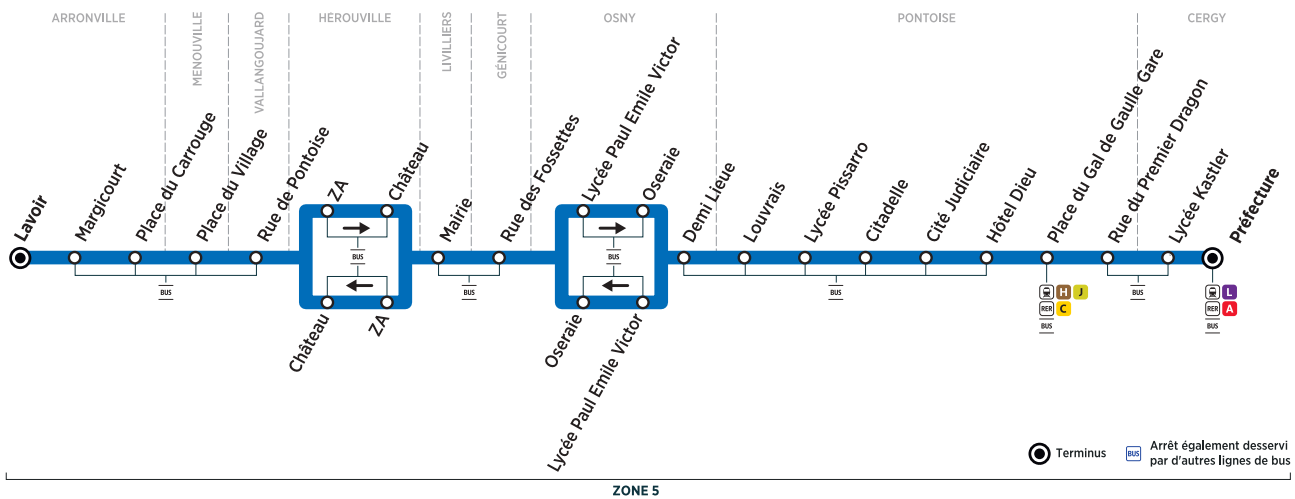 ARRONVILLE
MENOUVILLE
VALLANGOUJARD
HÉROUVILLE
LIVILLIERS
GÉNICOURT
OSNY
PONTOISE
CERGY
Lavoir
Margicourt
Place du Carrouge
Place du Village
Rue de Pontoise
ZA
Château
Mairie
Rue des Fossettes
Lycée Paul Emile Victor
Oseraie
Demi Lieue
Louvrais
Lycée Pissarro
Citadelle
Cité Judiciaire
Hôtel Dieu
Place du Gal de Gaulle Gare
Rue du Premier Dragon
Lycée Kastler
Préfecture
BUS
BUS
BUS
BUS
BUS
BUS
H J
RER C
BUS
L
RER A
BUS
Château
ZA
Oseraie
Lycée Paul Emile Victor
Terminus
BUS
Arrêt également desservi
par d'autres lignes de bus
ZONE 5